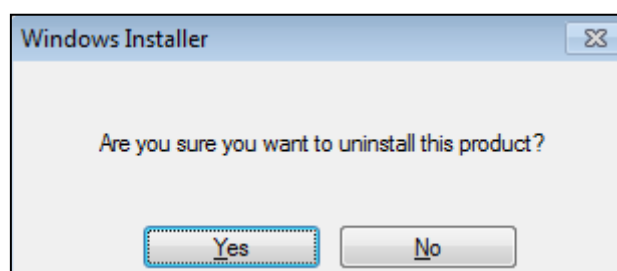 Windows Installer
Are you sure you want to uninstall this product?
Yes No